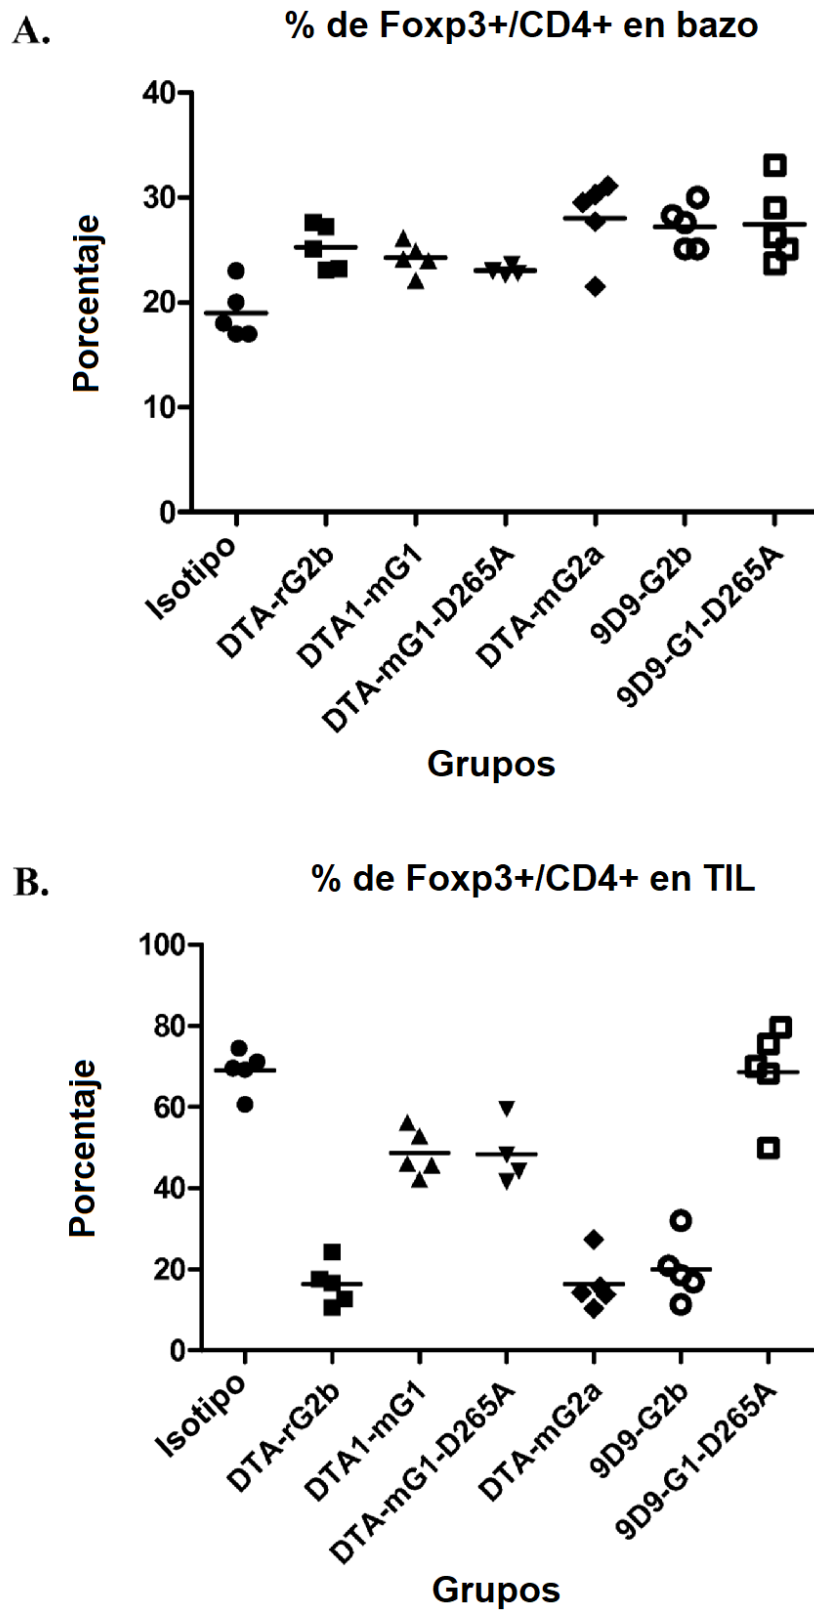 A.
% de Foxp3+/CD4+ en bazo
Porcentaje
40
30
20
10
0
Isotipo
DTA-rG2b
DTA1-mG1
DTA-mG1-D265A
DTA-mG2a
9D9-G2b
9D9-G1-D265A
Grupos
B.
% de Foxp3+/CD4+ en TIL
Porcentaje
100
80
60
40
20
0
Isotipo
DTA-rG2b
DTA1-mG1
DTA-mG1-D265A
DTA-mG2a
9D9-G2b
9D9-G1-D265A
Grupos